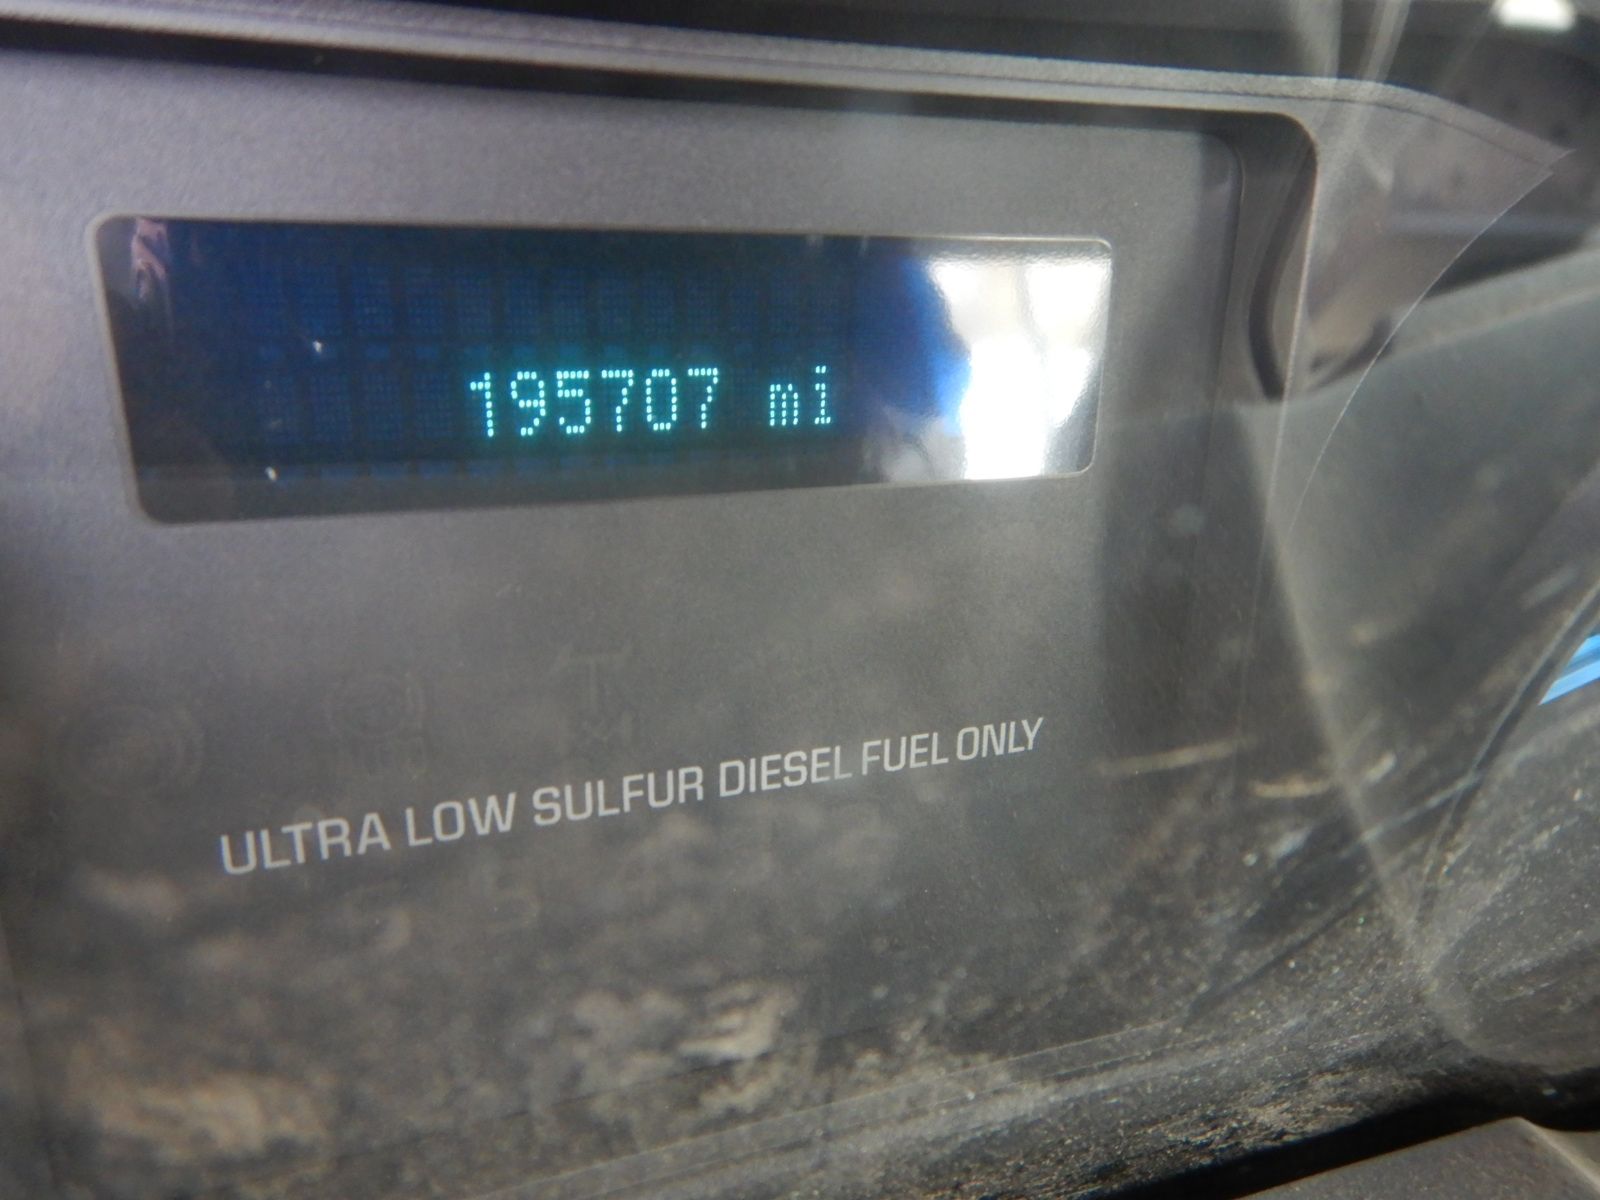 195707 mi
ULTRA LOW SULFUR DIESEL FUEL ONLY